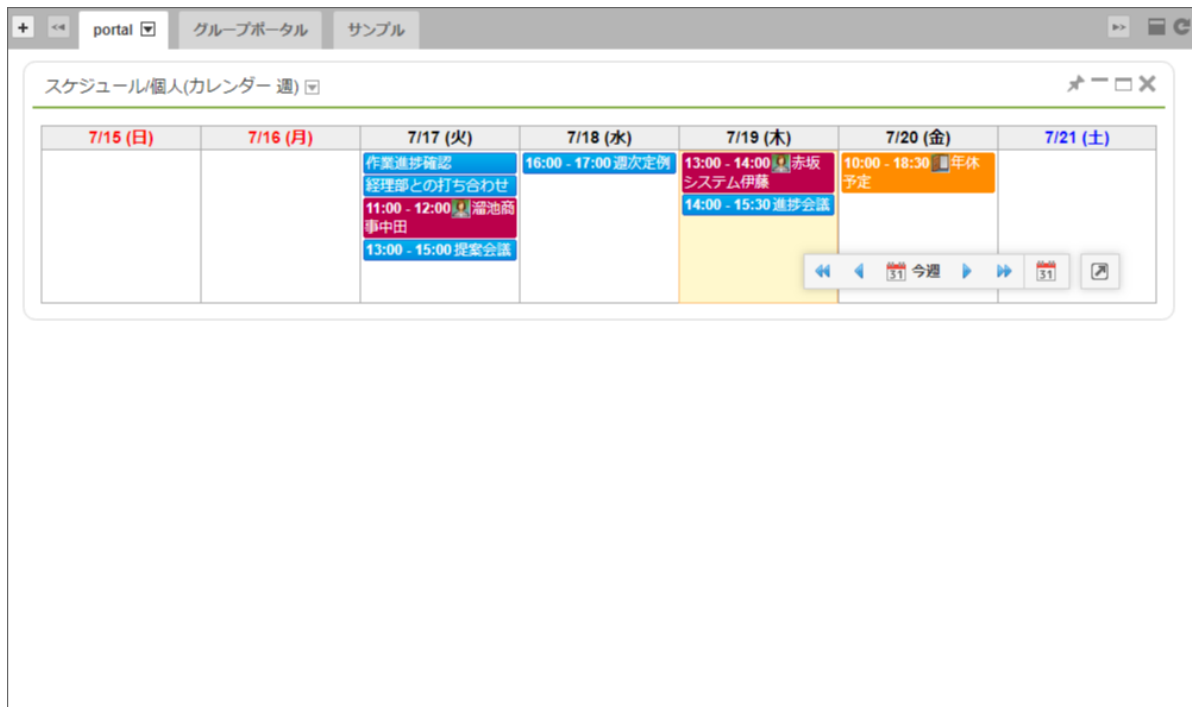 portal
グループポータル
サンプル
スケジュール/個人(カレンダー 週)
7/15 (日)
7/16 (月)
7/17 (火)
7/18 (水)
7/19 (木)
7/20 (金)
7/21 (土)
作業進捗確認
経理部との打ち合わせ
11:00 - 12:00 溜池商
事中田
13:00 - 15:00 提案会議
16:00 - 17:00 週次定例
13:00 - 14:00 赤坂
システム伊藤
14:00 - 15:30 進捗会議
10:00 - 18:30 年休
予定
31 今週
31